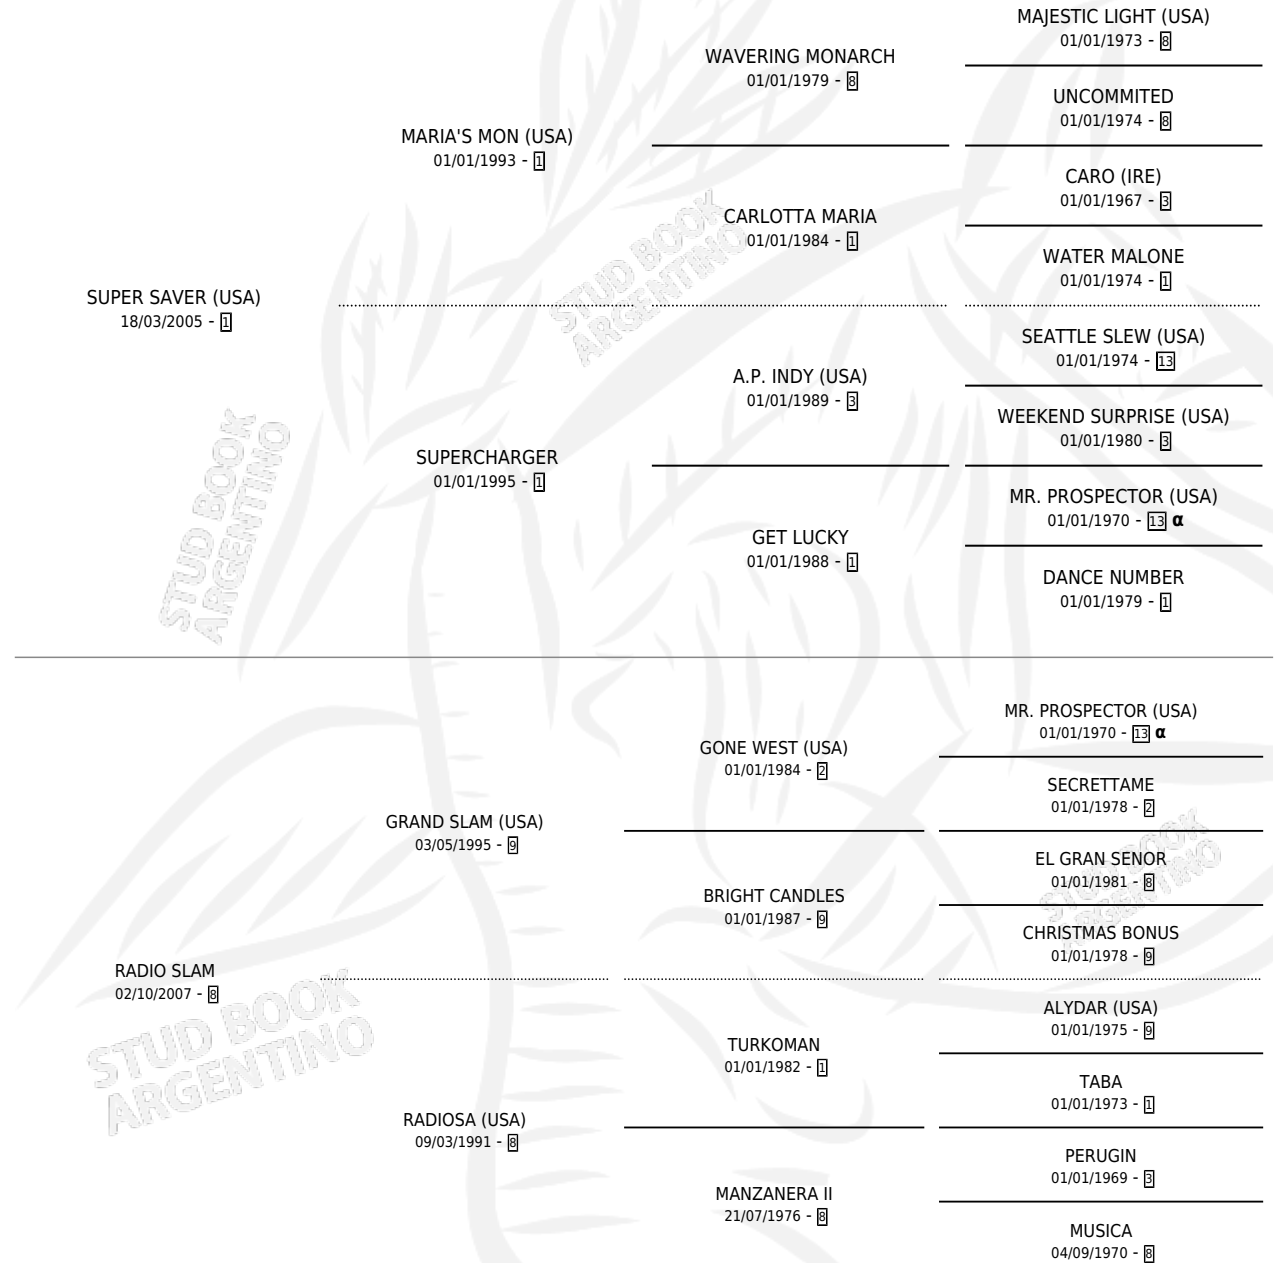 MAJESTIC LIGHT (USA)
01/01/1973 - 8
WAVERING MONARCH
01/01/1979 - 8
UNCOMMITED
01/01/1974 - 8
MARIA'S MON (USA)
01/01/1993 - 1
CARO (IRE)
01/01/1967 - 3
CARLOTTA MARIA
01/01/1984 - 1
WATER MALONE
01/01/1974 - 1
SUPER SAVER (USA)
18/03/2005 - 1
SEATTLE SLEW (USA)
01/01/1974 - 13
A.P. INDY (USA)
01/01/1989 - 3
WEEKEND SURPRISE (USA)
01/01/1980 - 3
SUPERCHARGER
01/01/1995 - 1
MR. PROSPECTOR (USA)
01/01/1970 - 13 α
GET LUCKY
01/01/1988 - 1
DANCE NUMBER
01/01/1979 - 1
MR. PROSPECTOR (USA)
01/01/1970 - 13 α
GONE WEST (USA)
01/01/1984 - 2
SECRETTAME
01/01/1978 - 2
GRAND SLAM (USA)
03/05/1995 - 9
EL GRAN SENOR
01/01/1981 - 8
BRIGHT CANDLES
01/01/1987 - 9
CHRISTMAS BONUS
01/01/1978 - 9
RADIO SLAM
02/10/2007 - 8
ALYDAR (USA)
01/01/1975 - 9
TURKOMAN
01/01/1982 - 1
TABA
01/01/1973 - 1
RADIOSA (USA)
09/03/1991 - 8
PERUGIN
01/01/1969 - 3
MANZANERA II
21/07/1976 - 8
MUSICA
04/09/1970 - 8
STUD BOOK
ARGENTINO
STUD BOOK
ARGENTINO
STUD BOOK
ARGENTINO
STUD BOOK
ARGENTINO